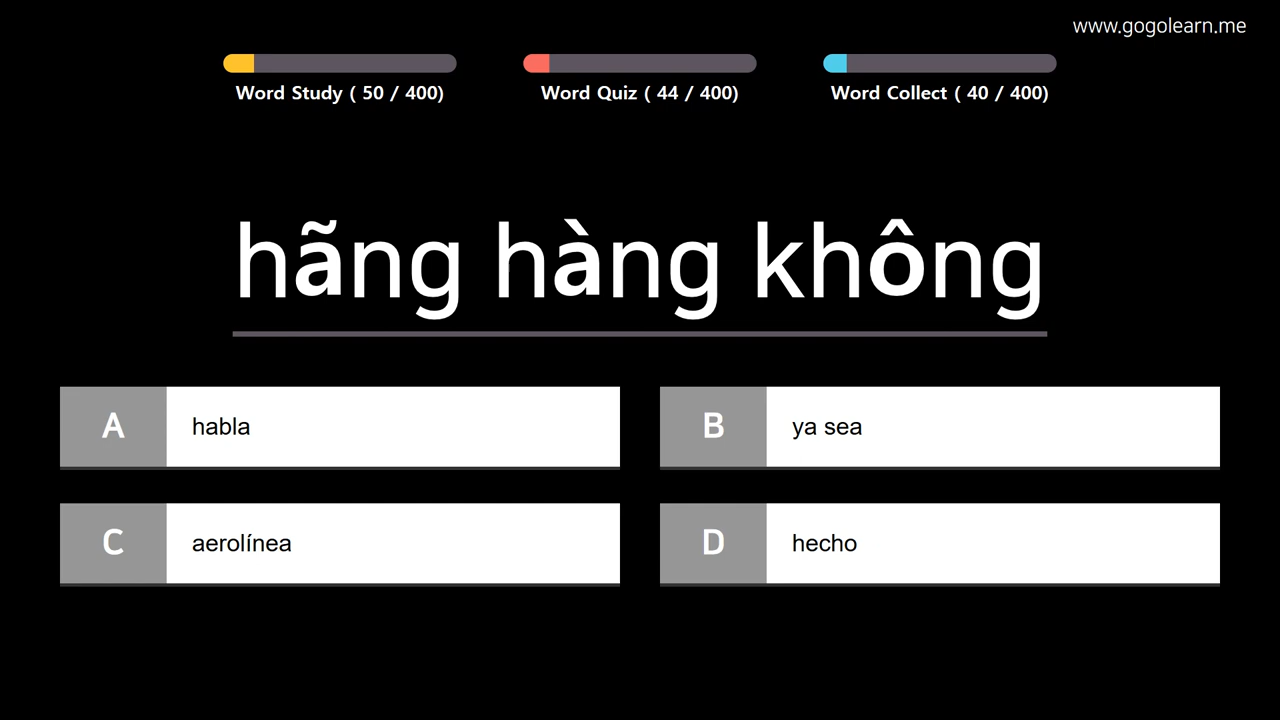 www.gogolearn.me
Word Study ( 50 / 400)
Word Quiz ( 44 / 400)
Word Collect ( 40 / 400)
hãng hàng không
A habla
B ya sea
C aerolínea
D hecho